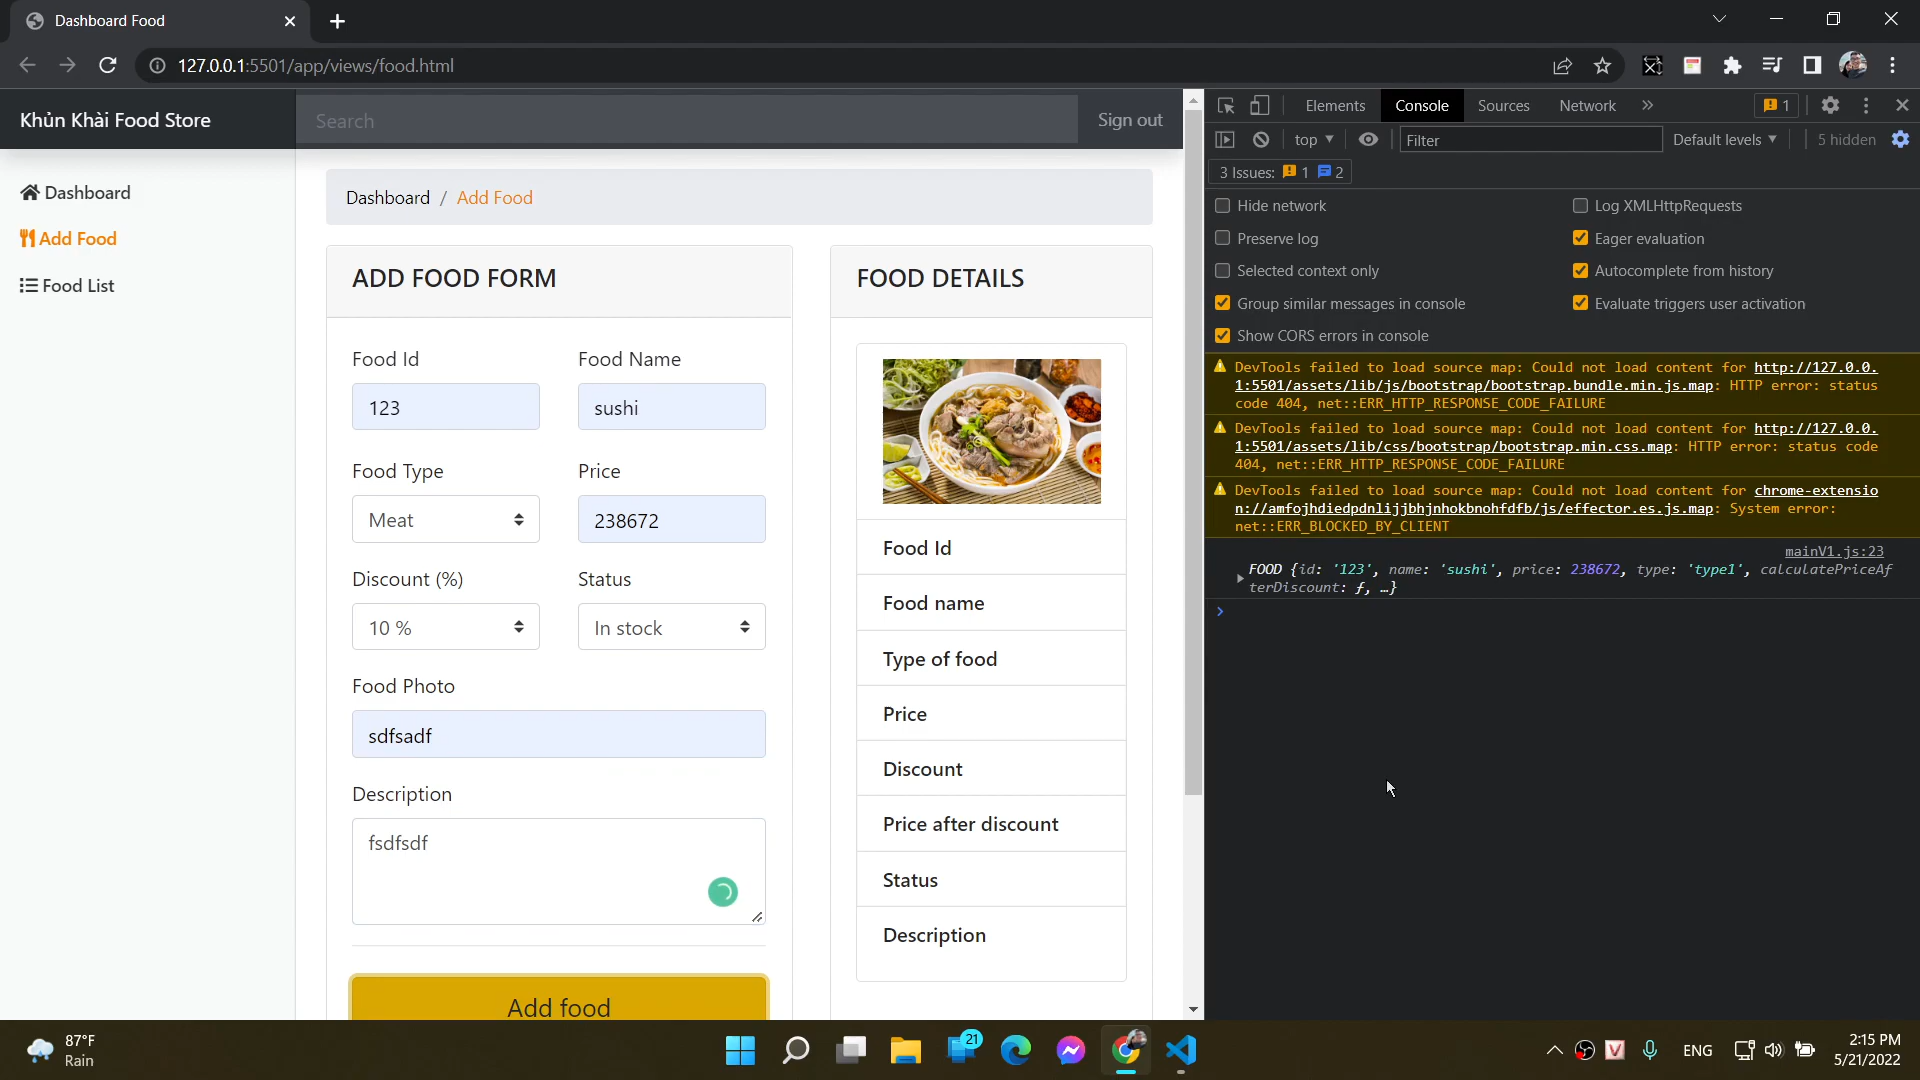 Dashboard Food
127.0.0.1:5501/app/views/food.html
Khủn Khài Food Store
Search
Sign out
Dashboard
Add Food
Food List
Dashboard / Add Food
ADD FOOD FORM
Food Id
Food Name
123
sushi
Food Type
Price
Meat
238672
Discount (%)
Status
10 %
In stock
Food Photo
sdfsadf
Description
fsdfsdf
Add food
FOOD DETAILS
Food Id
Food name
Type of food
Price
Discount
Price after discount
Status
Description
Elements
Console
Sources
Network
»
1
top
Filter
Default levels
5 hidden
3 Issues: 1 2
Hide network
Log XMLHttpRequests
Preserve log
Eager evaluation
Selected context only
Autocomplete from history
Group similar messages in console
Evaluate triggers user activation
Show CORS errors in console
DevTools failed to load source map: Could not load content for http://127.0.0.
1:5501/assets/lib/js/bootstrap/bootstrap.bundle.min.js.map: HTTP error: status
code 404, net::ERR_HTTP_RESPONSE_CODE_FAILURE
DevTools failed to load source map: Could not load content for http://127.0.0.
1:5501/assets/lib/css/bootstrap/bootstrap.min.css.map: HTTP error: status code
404, net::ERR_HTTP_RESPONSE_CODE_FAILURE
DevTools failed to load source map: Could not load content for chrome-extensio
n://amfojhdiedpdnlijjbhjnhokbnohfdfb/js/effector.es.js.map: System error:
net::ERR_BLOCKED_BY_CLIENT
mainV1.js:23
FOOD {id: '123', name: 'sushi', price: 238672, type: 'type1', calculatePriceAf
terDiscount: ƒ, …}
87°F
Rain
21
V
ENG
2:15 PM
5/21/2022